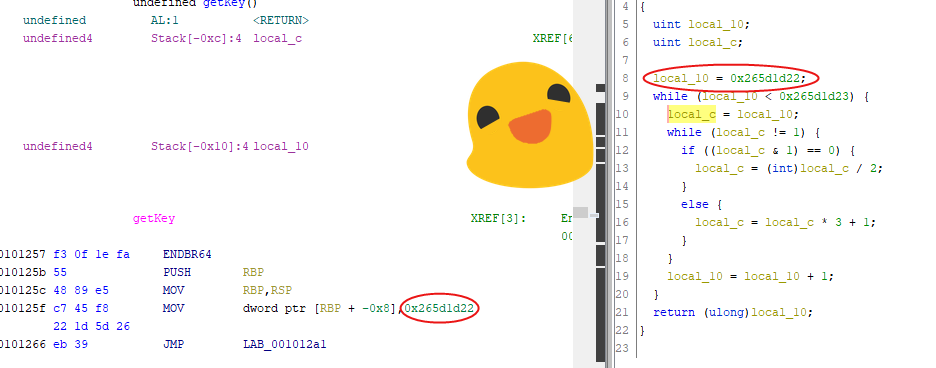 undefined getKey()
undefined AL:1 <RETURN>
undefined4 Stack[-0xc]:4 local_c XREF[6
undefined4 Stack[-0x10]:4 local_10
getKey XREF[3]: En
00
0101257 f3 0f 1e fa ENDBR64
010125b 55 PUSH RBP
010125c 48 89 e5 MOV RBP,RSP
010125f c7 45 f8 MOV dword ptr [RBP + -0x8],0x265d1d22
22 1d 5d 26
0101266 eb 39 JMP LAB_001012a1
4 {
5 uint local_10;
6 uint local_c;
7
8 local_10 = 0x265d1d22;
9 while (local_10 < 0x265d1d23) {
10 local_c = local_10;
11 while (local_c != 1) {
12 if ((local_c & 1) == 0) {
13 local_c = (int)local_c / 2;
14 }
15 else {
16 local_c = local_c * 3 + 1;
17 }
18 }
19 local_10 = local_10 + 1;
20 }
21 return (ulong)local_10;
22 }
23